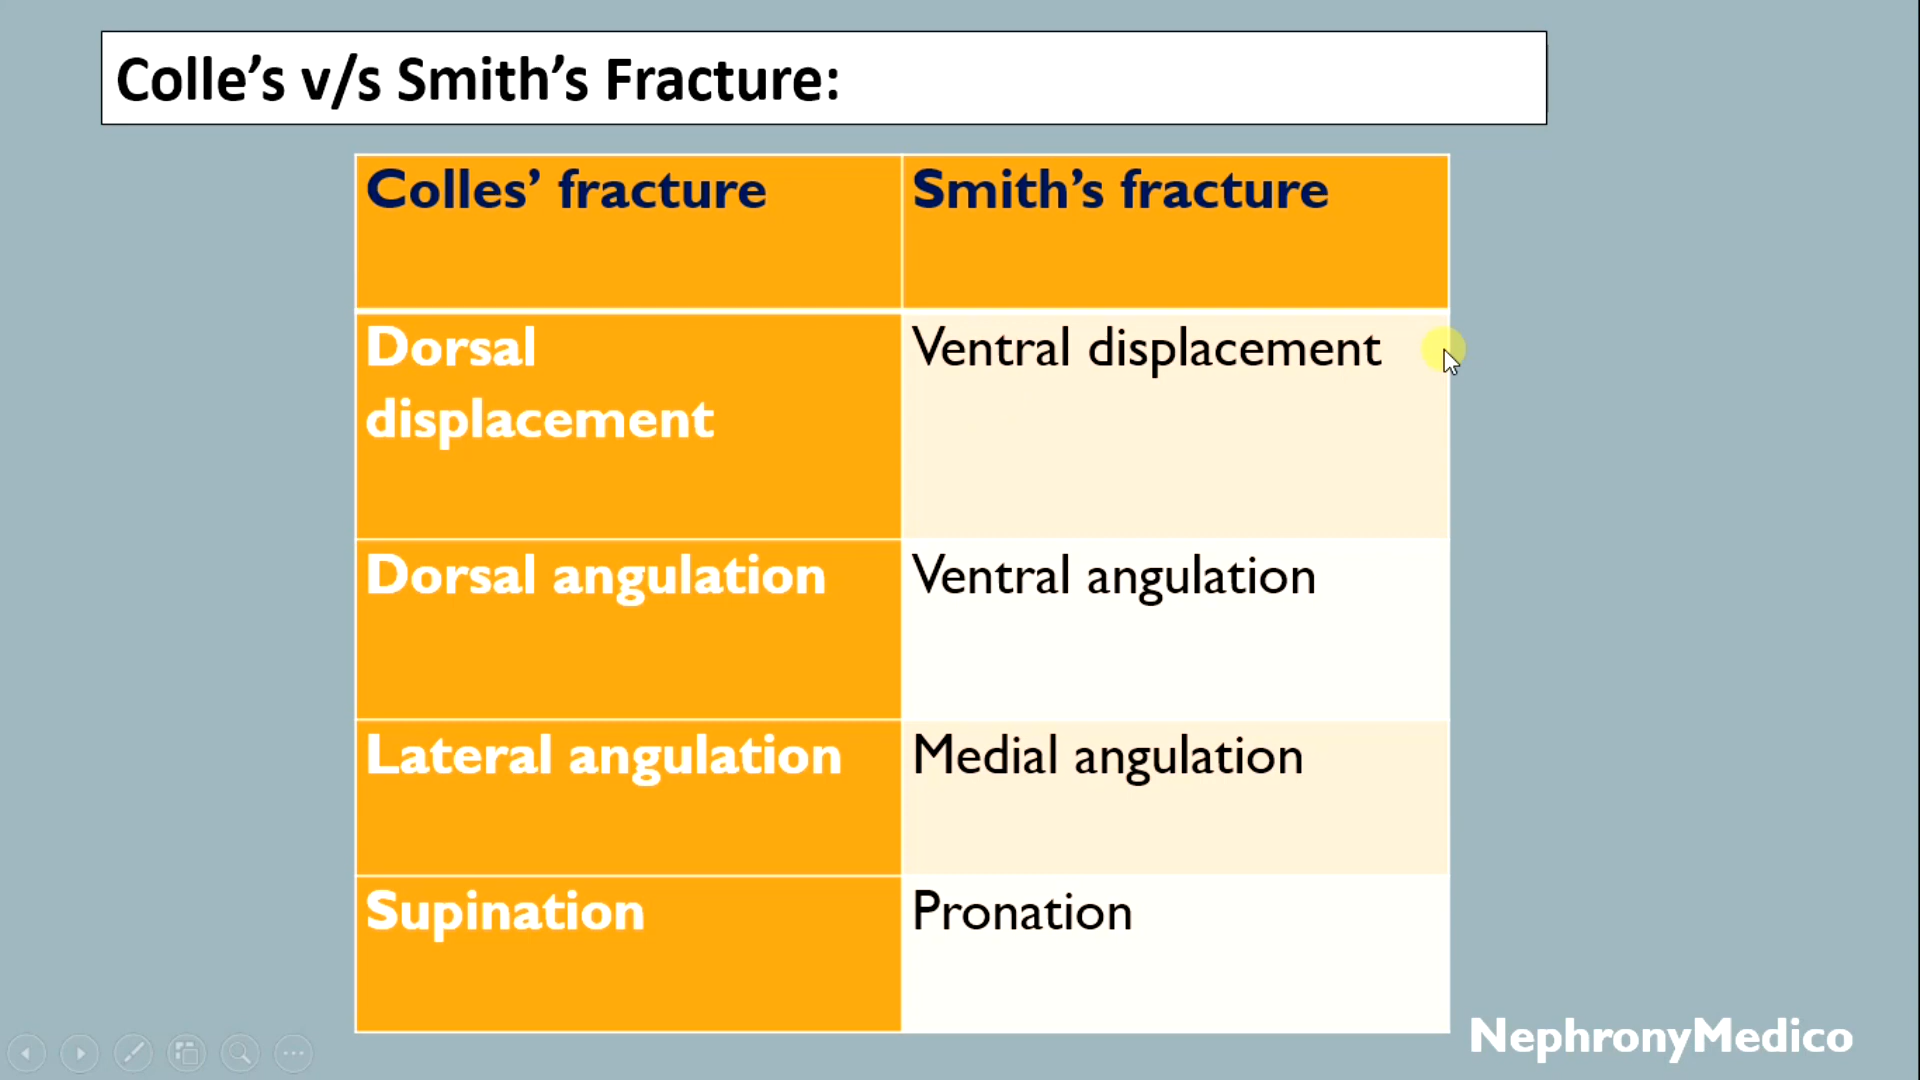 Colle’s v/s Smith’s Fracture:
Colles’ fracture
Smith’s fracture
Dorsal
displacement
Ventral displacement
Dorsal angulation
Ventral angulation
Lateral angulation
Medial angulation
Supination
Pronation
NephronyMedico